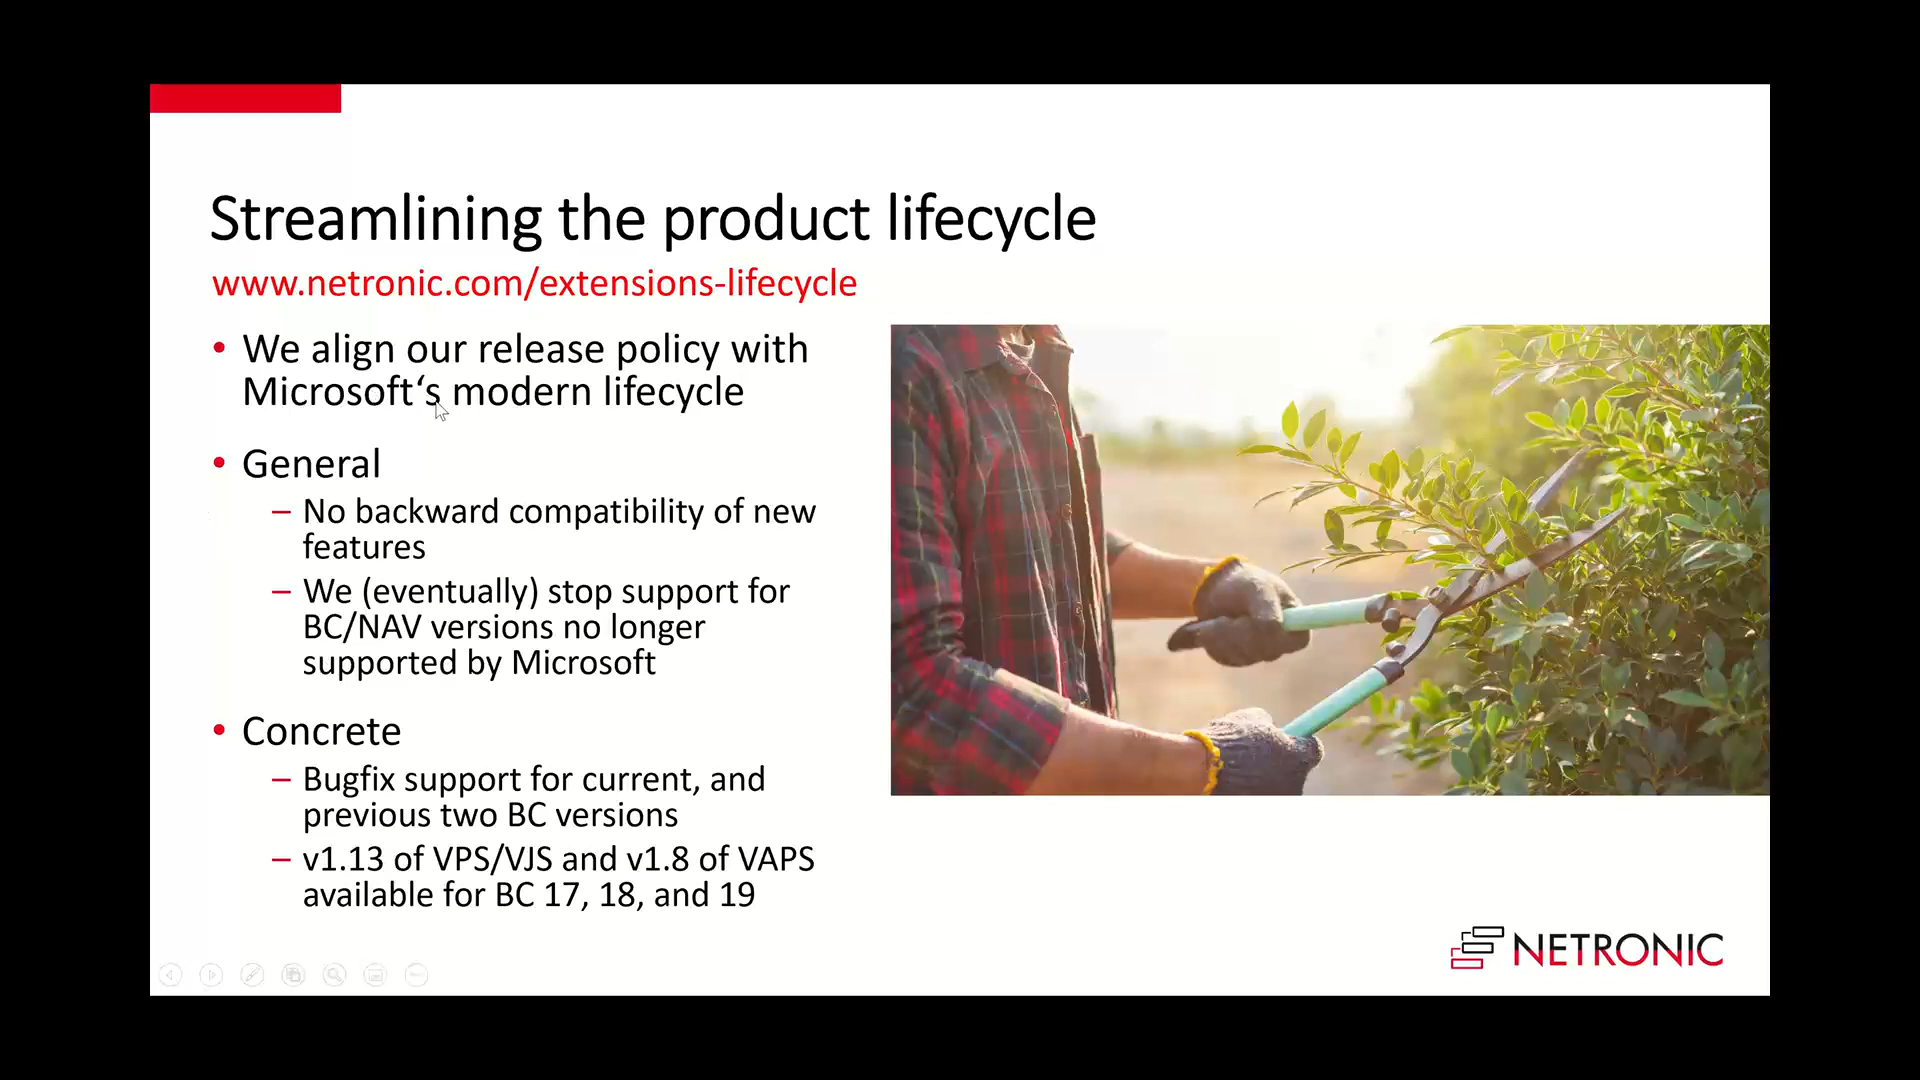 Streamlining the product lifecycle
www.netronic.com/extensions-lifecycle
• We align our release policy with
Microsoft‘s modern lifecycle
• General
– No backward compatibility of new
features
– We (eventually) stop support for
BC/NAV versions no longer
supported by Microsoft
• Concrete
– Bugfix support for current, and
previous two BC versions
– v1.13 of VPS/VJS and v1.8 of VAPS
available for BC 17, 18, and 19
NETRONIC